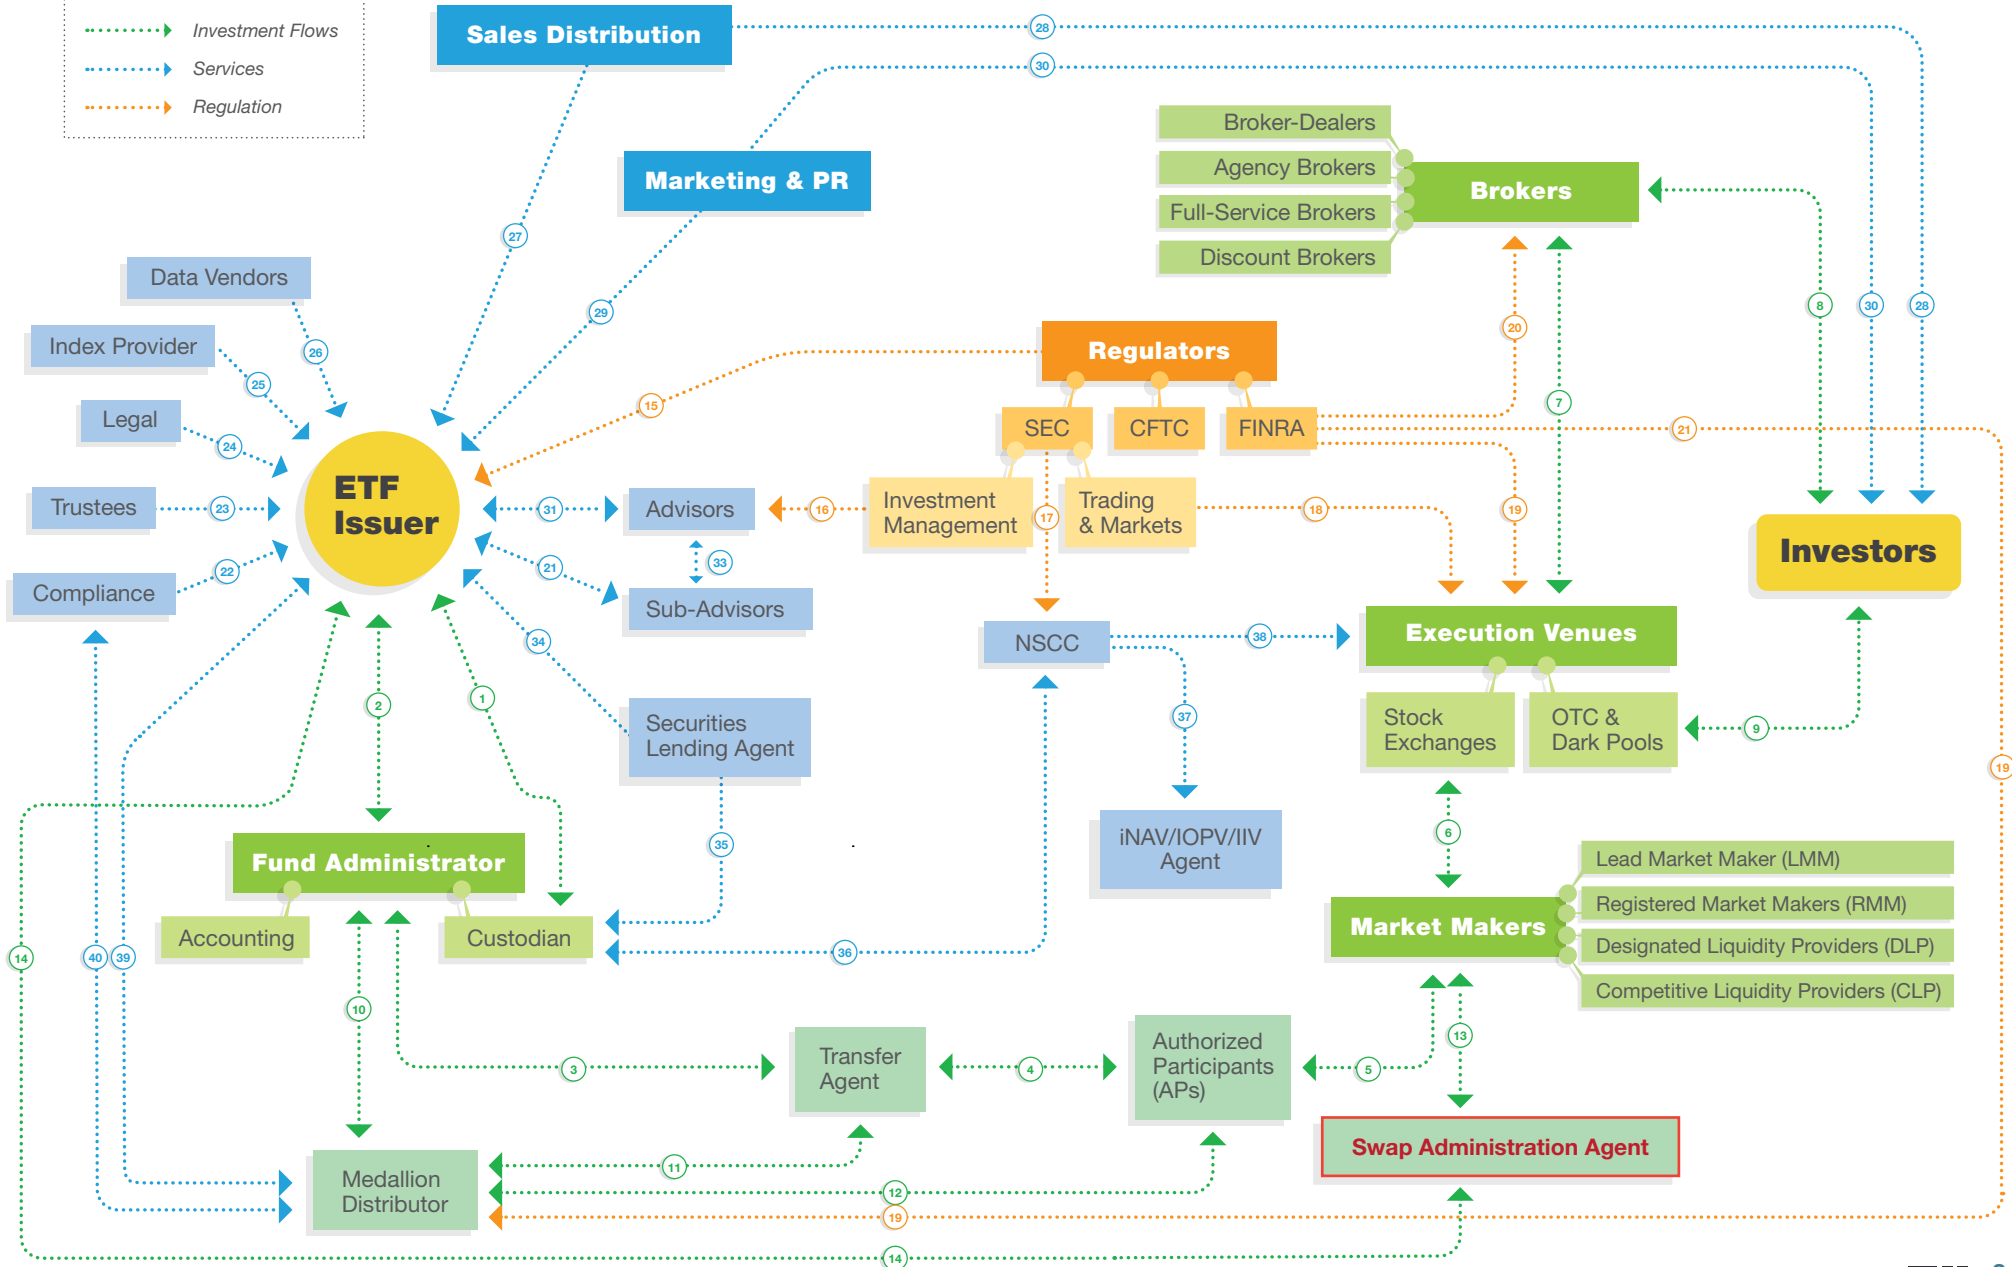 Investment Flows
Services
Regulation
Sales Distribution
28
30
Marketing & PR
Broker-Dealers
Agency Brokers
Full-Service Brokers
Discount Brokers
Brokers
27
29
Data Vendors
Index Provider
Legal
Trustees
Compliance
26
25
24
23
22
ETF
Issuer
15
Regulators
SEC
CFTC
FINRA
20
7
8
30
28
21
31
Advisors
16
Investment
Management
17
Trading
& Markets
18
19
Investors
21
33
Sub-Advisors
34
NSCC
38
Execution Venues
Stock
Exchanges
OTC &
Dark Pools
9
19
2
1
Securities
Lending Agent
37
35
iNAV/IOPV/IIV
Agent
6
Fund Administrator
Accounting
Custodian
36
Market Makers
Lead Market Maker (LMM)
Registered Market Makers (RMM)
Designated Liquidity Providers (DLP)
Competitive Liquidity Providers (CLP)
14
40
39
10
3
Transfer
Agent
4
Authorized
Participants
(APs)
5
13
Swap Administration Agent
Medallion
Distributor
11
12
19
14